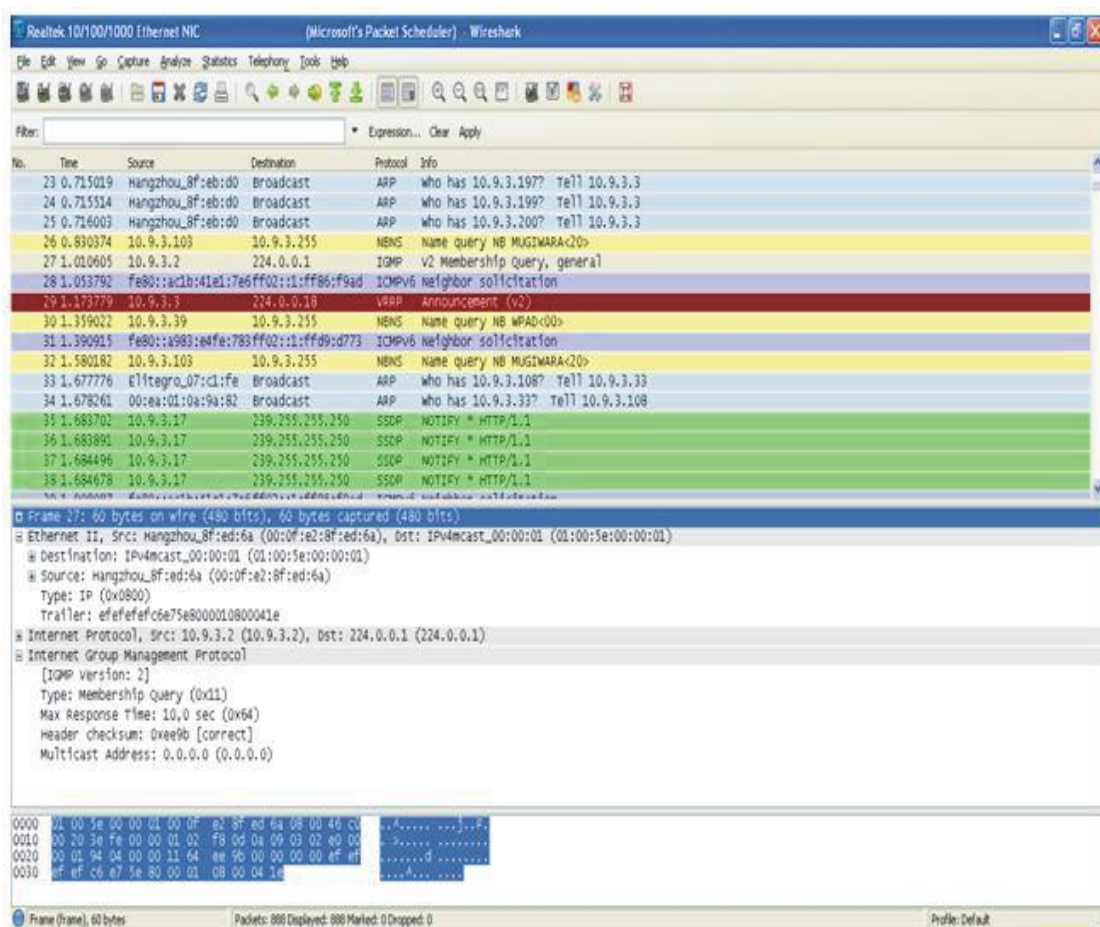 Realtek 10/100/1000 Ethernet NIC (Microsoft's Packet Scheduler) - Wireshark
File Edit View Go Capture Analyze Statistics Telephony Tools Help
Filter: Expression... Clear Apply
No. Time Source Destination Protocol Info
23 0.715019 Hangzhou_8f:eb:d0 Broadcast ARP Who has 10.9.3.197? Tell 10.9.3.3
24 0.715514 Hangzhou_8f:eb:d0 Broadcast ARP Who has 10.9.3.199? Tell 10.9.3.3
25 0.716003 Hangzhou_8f:eb:d0 Broadcast ARP Who has 10.9.3.200? Tell 10.9.3.3
26 0.830374 10.9.3.103 10.9.3.255 NBNS Name query NB MUGIWARA<20>
27 1.010605 10.9.3.2 224.0.0.1 IGMP V2 Membership Query, general
28 1.053792 fe80::ac1b:41e1:7e6ff02::1:ff86:f9ad ICMPv6 Neighbor solicitation
29 1.173779 10.9.3.3 224.0.0.18 VRRP Announcement (v2)
30 1.359022 10.9.3.39 10.9.3.255 NBNS Name query NB WPAD<00>
31 1.390915 fe80::a983:e4fe:783ff02::1:ffd9:d773 ICMPv6 Neighbor solicitation
32 1.580182 10.9.3.103 10.9.3.255 NBNS Name query NB MUGIWARA<20>
33 1.677776 Elitegro_07:c1:fe Broadcast ARP Who has 10.9.3.108? Tell 10.9.3.33
34 1.678261 00:ea:01:0a:9a:82 Broadcast ARP Who has 10.9.3.33? Tell 10.9.3.108
35 1.683702 10.9.3.17 239.255.255.250 SSDP NOTIFY * HTTP/1.1
36 1.683891 10.9.3.17 239.255.255.250 SSDP NOTIFY * HTTP/1.1
37 1.684496 10.9.3.17 239.255.255.250 SSDP NOTIFY * HTTP/1.1
38 1.684678 10.9.3.17 239.255.255.250 SSDP NOTIFY * HTTP/1.1
Frame 27: 60 bytes on wire (480 bits), 60 bytes captured (480 bits)
Ethernet II, Src: Hangzhou_8f:ed:6a (00:0f:e2:8f:ed:6a), Dst: IPv4mcast_00:00:01 (01:00:5e:00:00:01)
Destination: IPv4mcast_00:00:01 (01:00:5e:00:00:01)
Source: Hangzhou_8f:ed:6a (00:0f:e2:8f:ed:6a)
Type: IP (0x0800)
Trailer: efefefefc6e75e8000010800041e
Internet Protocol, Src: 10.9.3.2 (10.9.3.2), Dst: 224.0.0.1 (224.0.0.1)
Internet Group Management Protocol
[IGMP Version: 2]
Type: Membership Query (0x11)
Max Response Time: 10,0 sec (0x64)
Header checksum: 0xee9b [correct]
Multicast Address: 0.0.0.0 (0.0.0.0)
0000 01 00 5e 00 00 01 00 0f e2 8f ed 6a 08 00 46 c0 ..^..... ...j..F.
0010 00 20 3e fe 00 00 01 02 f8 0d 0a 09 03 02 e0 00 . >..... ........
0020 00 01 94 04 00 00 11 64 ee 9b 00 00 00 00 ef ef .......d ........
0030 ef ef c6 e7 5e 80 00 01 08 00 04 1e ....^... ....
Frame (frame), 60 bytes Packets: 888 Displayed: 888 Marked: 0 Dropped: 0 Profile: Default